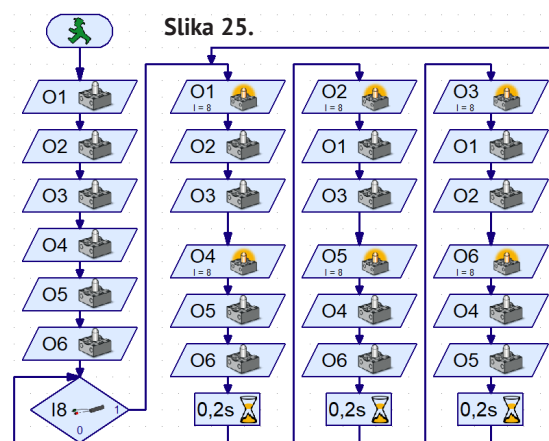 Slika 25.
O1
O2
O3
O4
O5
O6
I8
1
0
O1
I = 8
O2
O3
O4
I = 8
O5
O6
0,2s
O2
I = 8
O1
O3
O5
I = 8
O4
O6
0,2s
O3
I = 8
O1
O2
O6
I = 8
O4
O5
0,2s